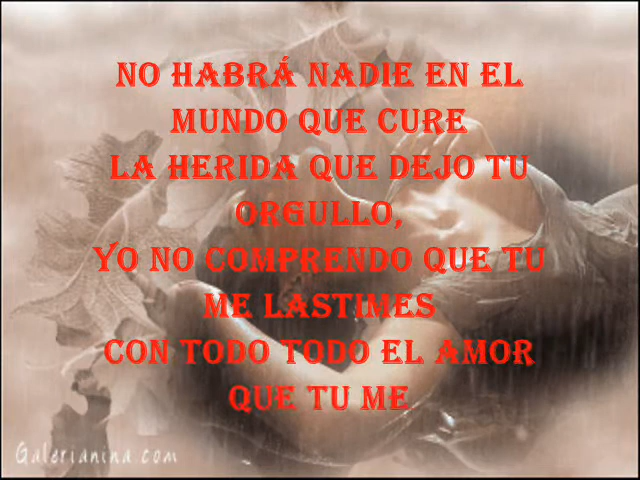 NO HABRÁ NADIE EN EL
MUNDO QUE CURE
LA HERIDA QUE DEJO TU
ORGULLO,
YO NO COMPRENDO QUE TU
ME LASTIMES
CON TODO TODO EL AMOR
QUE TU ME
Galerianina.com